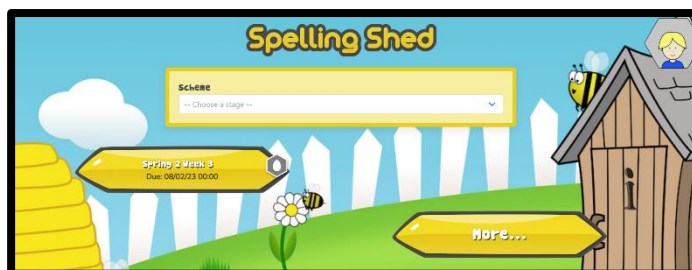 Spelling Shed
Scheme
-- Choose a stage --
Spring 2 Week 3
Due: 08/02/23 00:00
More...
i